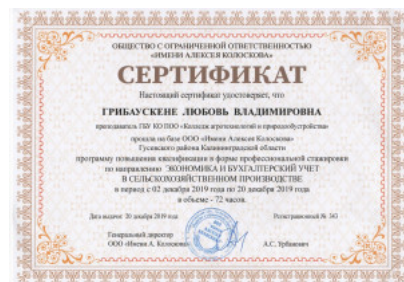 ОБЩЕСТВО С ОГРАНИЧЕННОЙ ОТВЕТСТВЕННОСТЬЮ
«ИМЕНИ АЛЕКСЕЯ КОЛОСКОВА»
СЕРТИФИКАТ
Настоящий сертификат удостоверяет, что
ГРИБАУСКЕНЕ ЛЮБОВЬ ВЛАДИМИРОВНА
преподаватель ГБУ КО ПОО «Колледж агротехнологий и природообустройства»
прошла на базе ООО «Имени Алексея Колоскова»
Гусевского района Калининградской области
программу повышения квалификации в форме профессиональной стажировки
по направлению ЭКОНОМИКА И БУХГАЛТЕРСКИЙ УЧЕТ
В СЕЛЬСКОХОЗЯЙСТВЕННОМ ПРОИЗВОДСТВЕ
в период с 02 декабря 2019 года по 20 декабря 2019 года
в объеме - 72 часов.
Дата выдачи: 20 декабря 2019 года Регистрационный № 343
Генеральный директор
ООО «Имени А. Колоскова» А.С. Урбанович